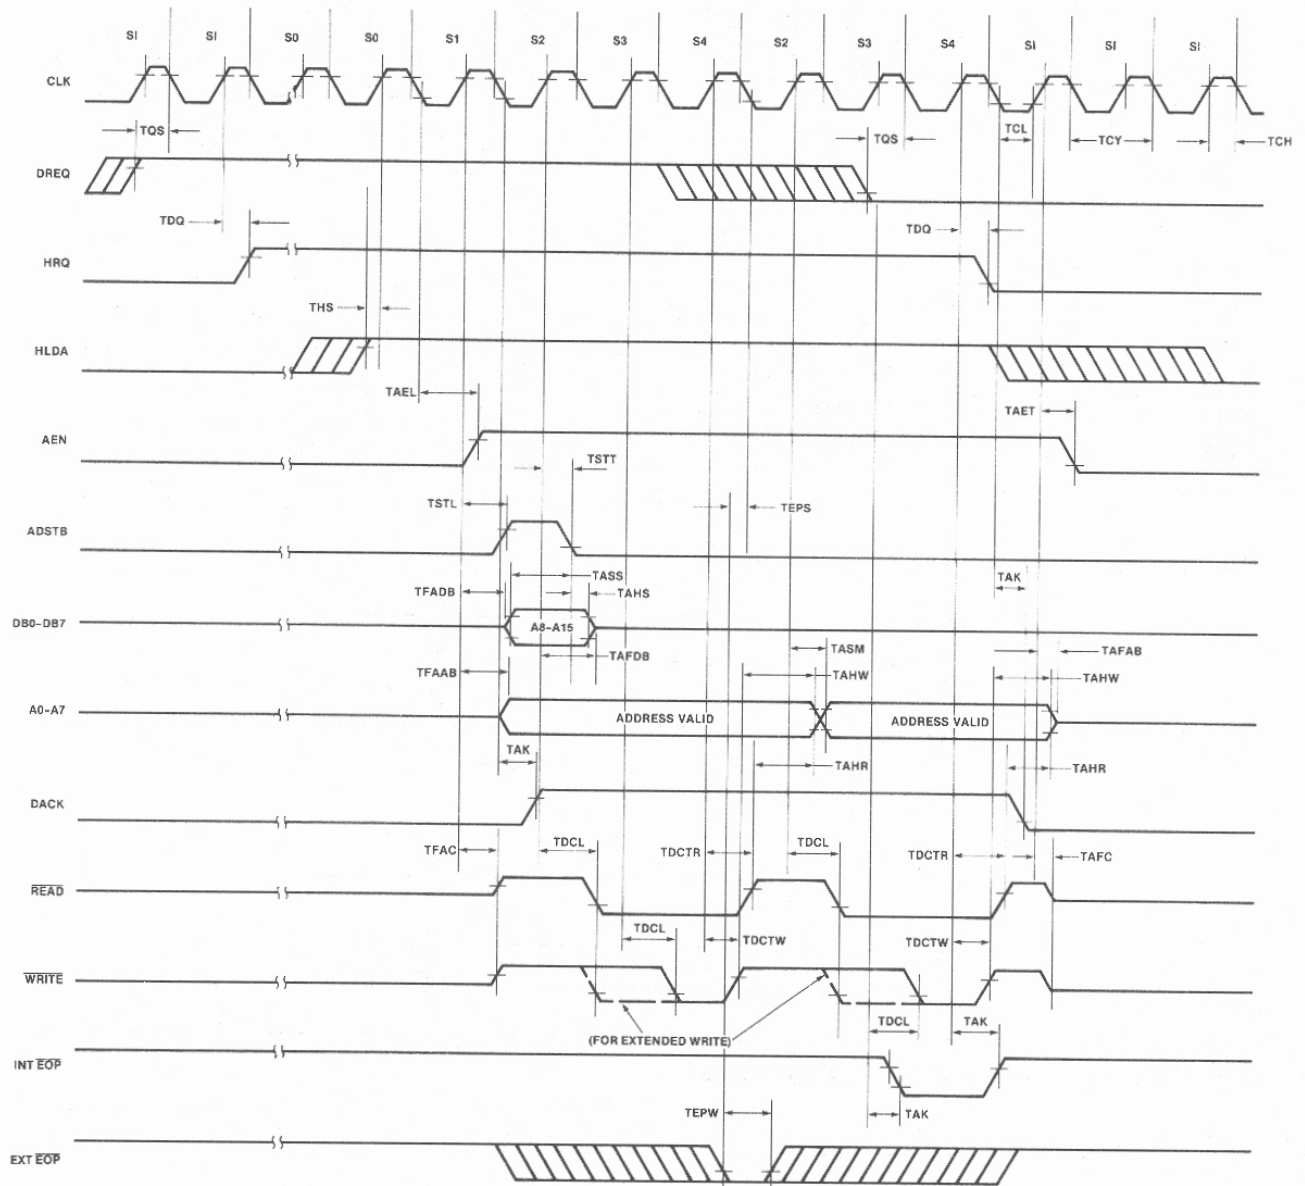 SI SI S0 S0 S1 S2 S3 S4 S2 S3 S4 SI SI SI
CLK
TQS TQS TCL TCY TCH
DREQ
TDQ TDQ
HRQ
THS
HLDA
TAEL TAET
AEN
TSTT
TSTL TEPS
ADSTB
TASS TAK
TFADB TAHS
DB0-DB7 A8-A15
TAFDB TASM TAFAB
TFAAB TAHW TAHW
A0-A7 ADDRESS VALID ADDRESS VALID
TAK TAHR TAHR
DACK
TFAC TDCL TDCTR TDCL TDCTR TAFC
READ
TDCL TDCTW TDCTW
WRITE
TDCL TAK
(FOR EXTENDED WRITE)
INT EOP
TEPW TAK
EXT EOP